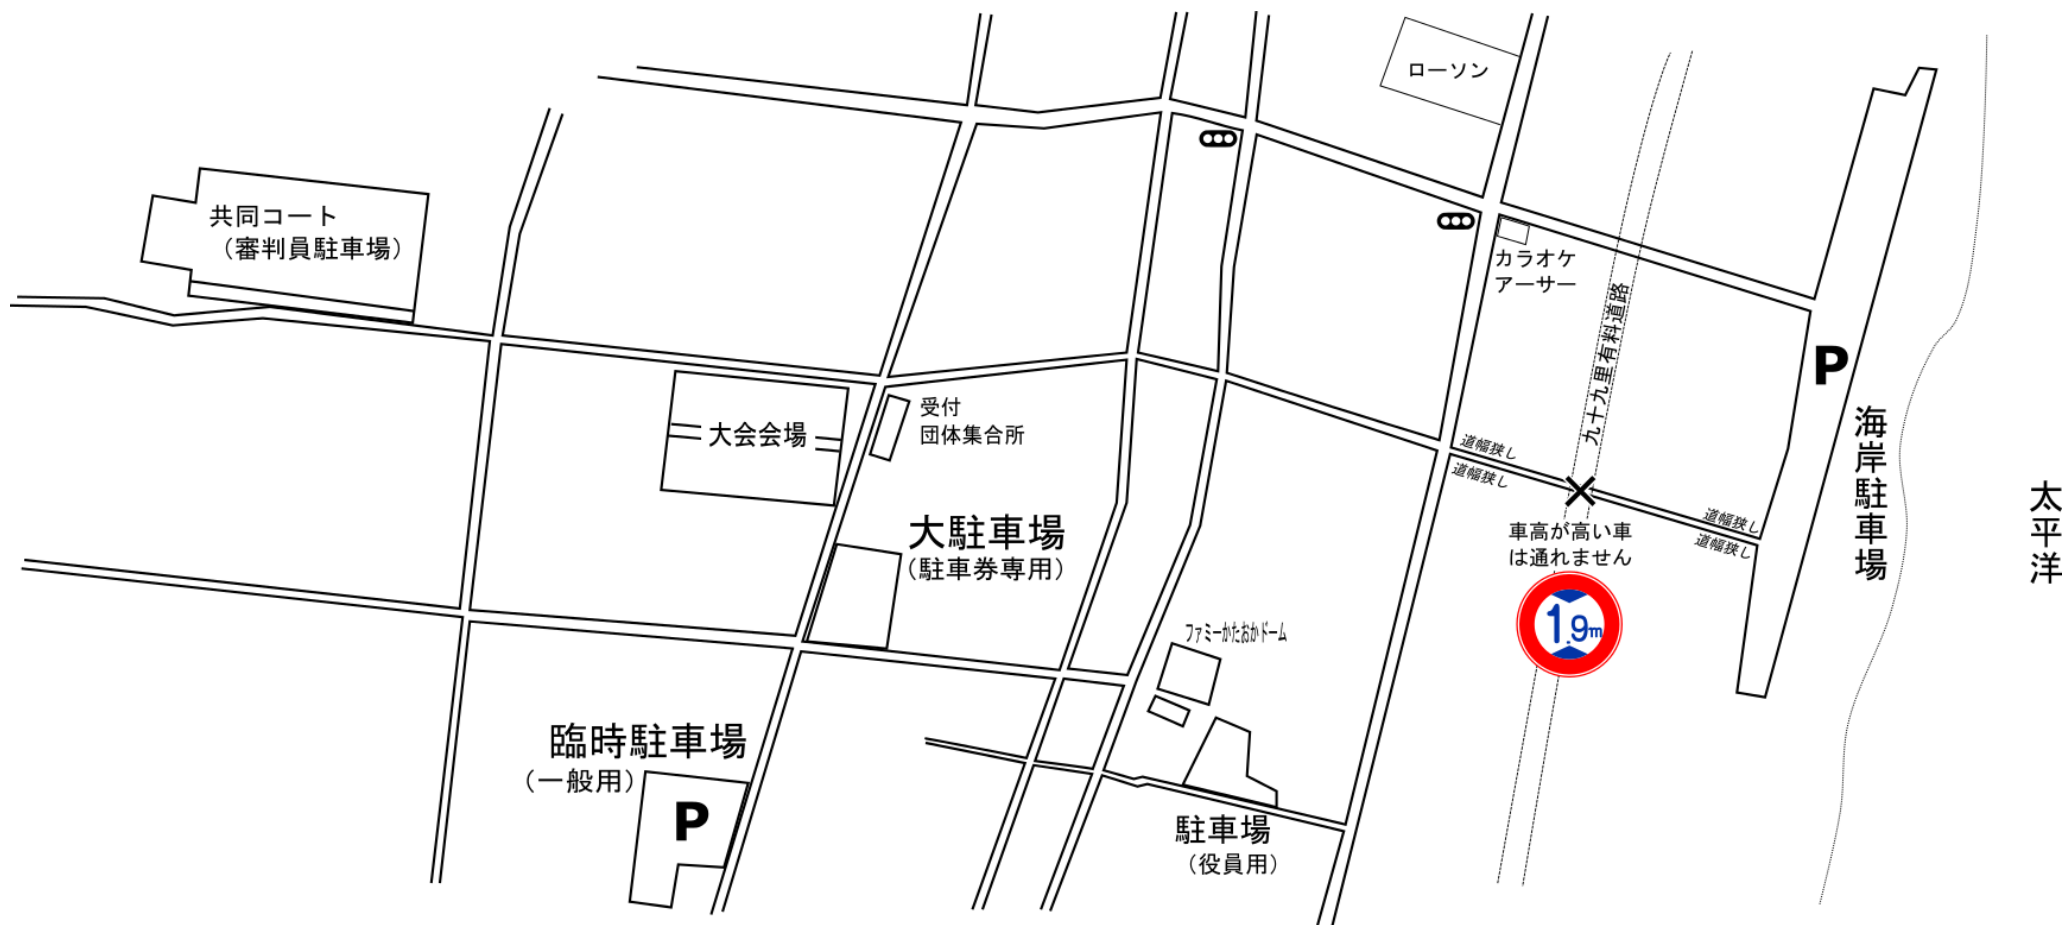 ローソン
共同コート
（審判員駐車場）
カラオケ
アーサー
九十九里有料道路
P
海岸駐車場
太平洋
受付
団体集合所
大会会場
道幅狭し
道幅狭し
道幅狭し
道幅狭し
車高が高い車
は通れません
1.9m
大駐車場
（駐車券専用）
ファミーかたおかドーム
臨時駐車場
（一般用）
P
駐車場
（役員用）